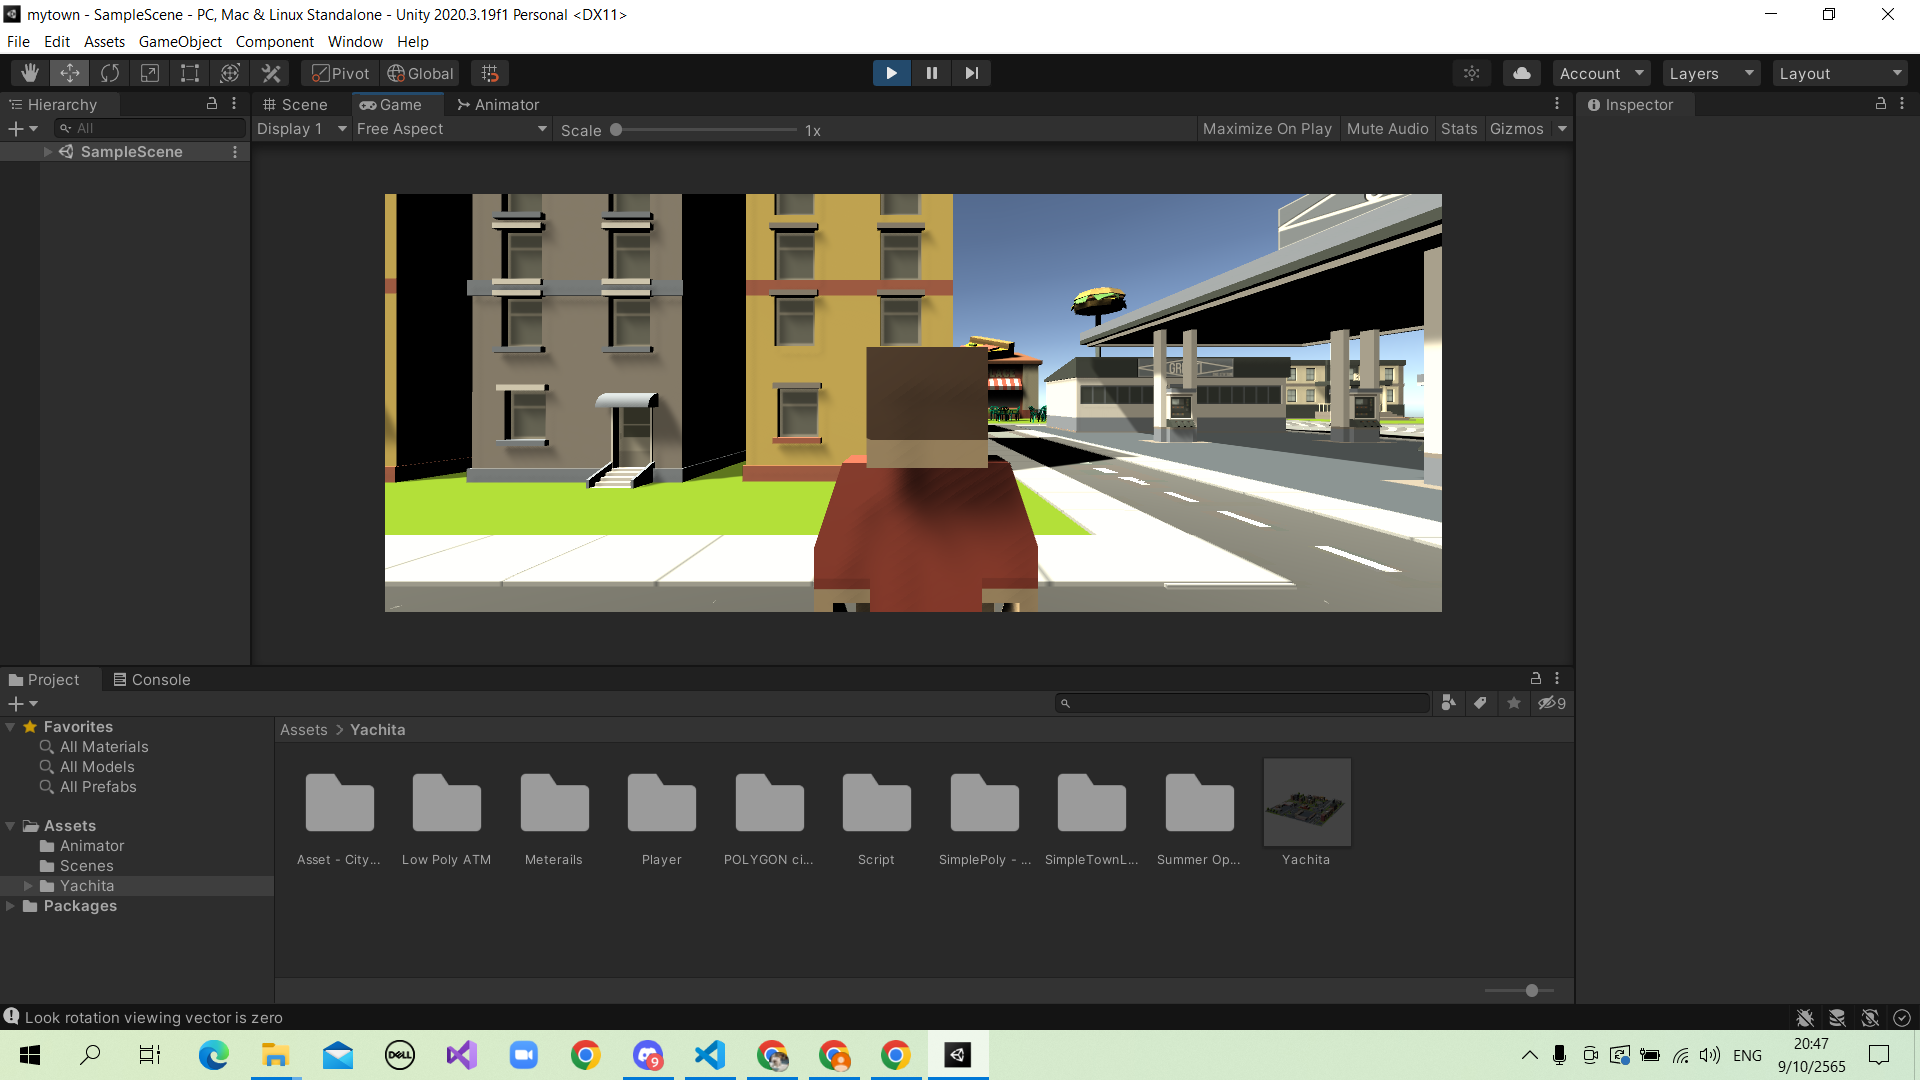 mytown - SampleScene - PC, Mac & Linux Standalone - Unity 2020.3.19f1 Personal <DX11>
File Edit Assets GameObject Component Window Help
Pivot Global Account Layers Layout
Hierarchy Scene Game Animator Inspector
All Display 1 Free Aspect Scale 1x Maximize On Play Mute Audio Stats Gizmos
SampleScene
Project Console
9
Favorites
Assets > Yachita
All Materials
All Models
All Prefabs
Assets
Animator
Scenes
Yachita
Packages
Asset - City... Low Poly ATM Meterails Player POLYGON ci... Script SimplePoly - ... SimpleTownL... Summer Op... Yachita
Look rotation viewing vector is zero
DELL
9
ENG
20:47
9/10/2565